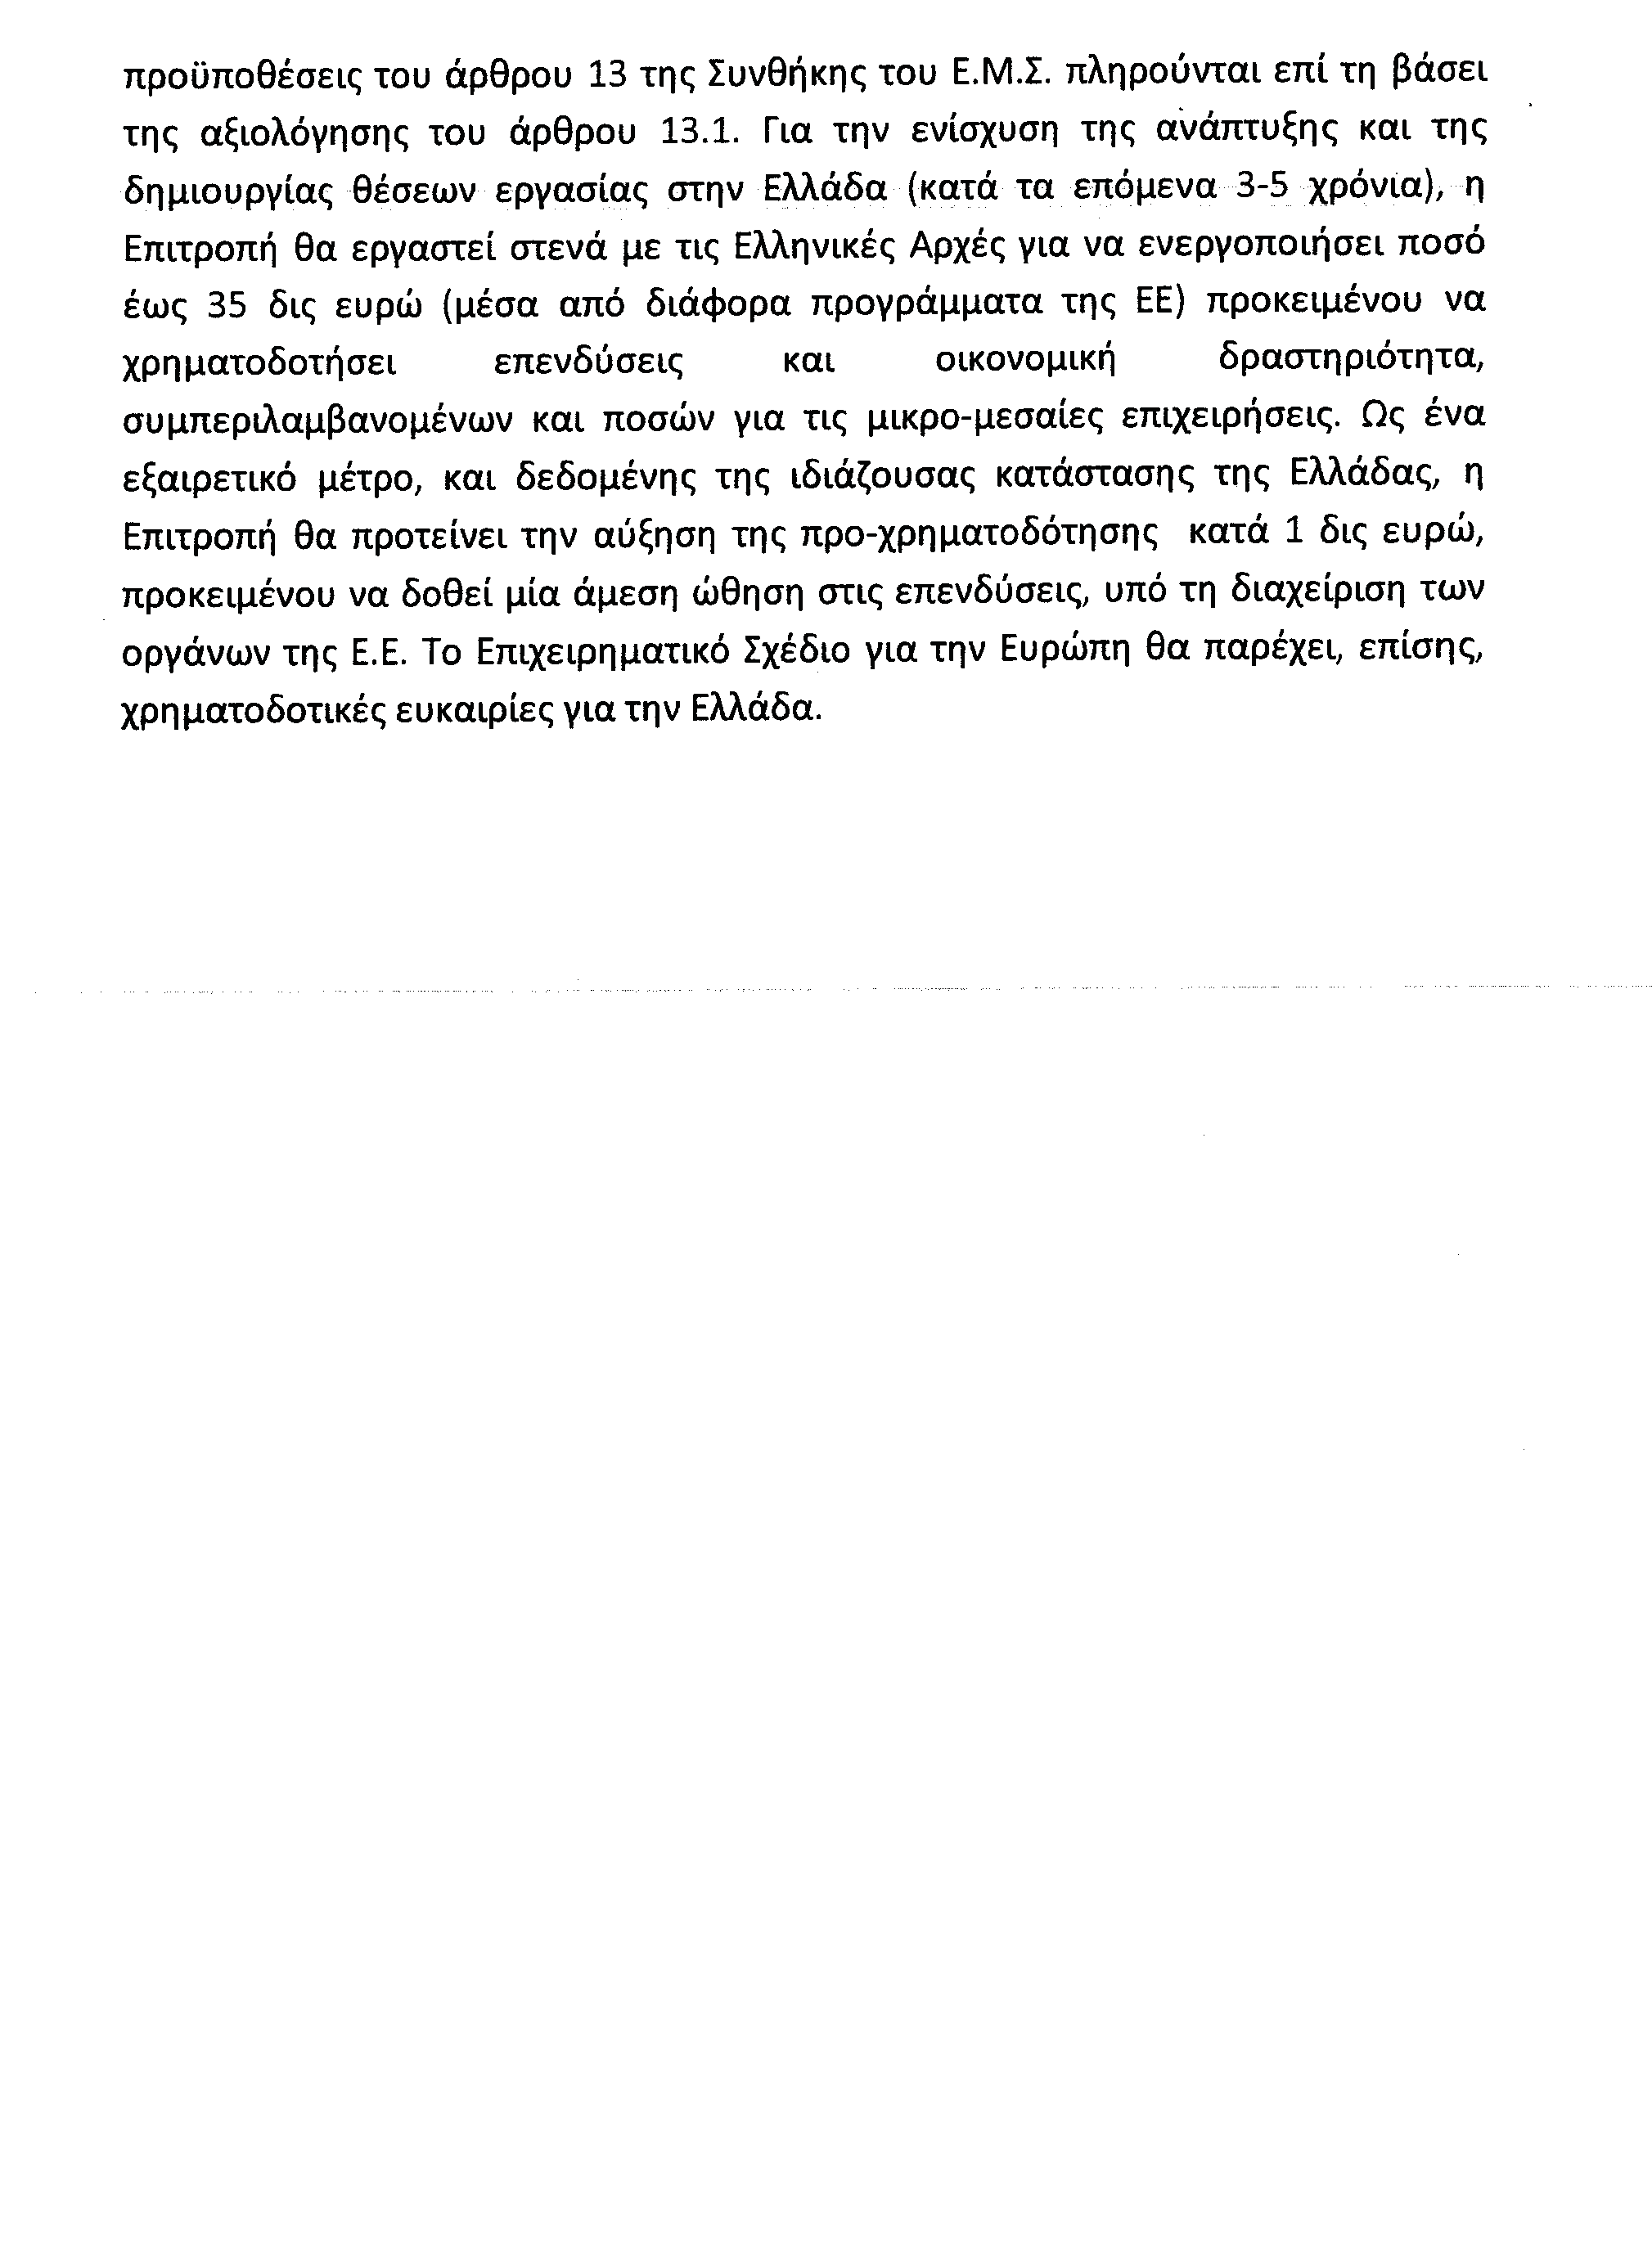 προϋποθέσεις του άρθρου 13 της Συνθήκης του Ε.Μ.Σ. πληρούνται επί τη βάσει
της αξιολόγησης του άρθρου 13.1. Για την ενίσχυση της ανάπτυξης και της
δημιουργίας θέσεων εργασίας στην Ελλάδα (κατά τα επόμενα 3-5 χρόνια), η
Επιτροπή θα εργαστεί στενά με τις Ελληνικές Αρχές για να ενεργοποιήσει ποσό
έως 35 δις ευρώ (μέσα από διάφορα προγράμματα της ΕΕ) προκειμένου να
χρηματοδοτήσει επενδύσεις και οικονομική δραστηριότητα,
συμπεριλαμβανομένων και ποσών για τις μικρο-μεσαίες επιχειρήσεις. Ως ένα
εξαιρετικό μέτρο, και δεδομένης της ιδιάζουσας κατάστασης της Ελλάδας, η
Επιτροπή θα προτείνει την αύξηση της προ-χρηματοδότησης κατά 1 δις ευρώ,
προκειμένου να δοθεί μία άμεση ώθηση στις επενδύσεις, υπό τη διαχείριση των
οργάνων της Ε.Ε. Το Επιχειρηματικό Σχέδιο για την Ευρώπη θα παρέχει, επίσης,
χρηματοδοτικές ευκαιρίες για την Ελλάδα.